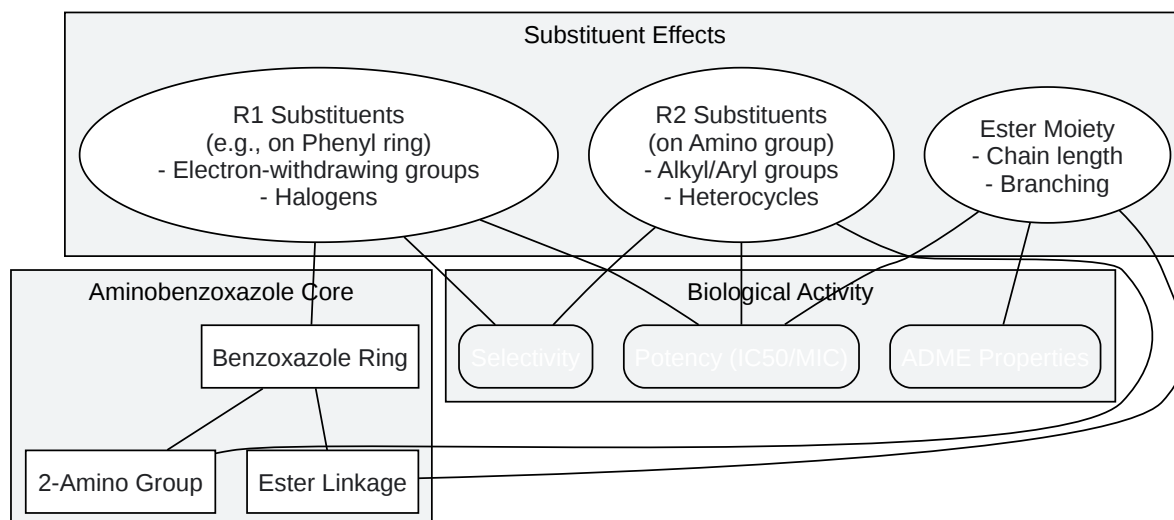 Substituent Effects
R1 Substituents
(e.g., on Phenyl ring)
- Electron-withdrawing groups
- Halogens
R2 Substituents
(on Amino group)
- Alkyl/Aryl groups
- Heterocycles
Ester Moiety
- Chain length
- Branching
Aminobenzoxazole Core
Benzoxazole Ring
2-Amino Group
Ester Linkage
Biological Activity
Selectivity
Potency (IC50/MIC)
ADME Properties